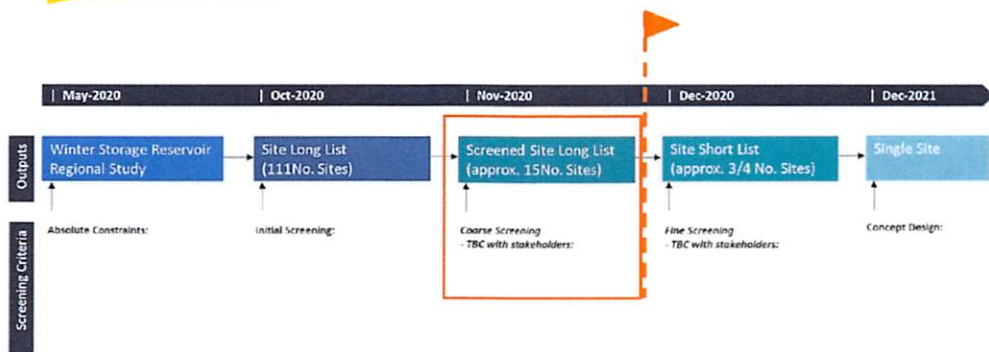 | May-2020
| Oct-2020
| Nov-2020
| Dec-2020
| Dec-2021
Outputs
Winter Storage Reservoir
Regional Study
Site Long List
(111No. Sites)
Screened Site Long List
(approx. 15No. Sites)
Site Short List
(approx. 3/4 No. Sites)
Single Site
Screening Criteria
Absolute Constraints:
Initial Screening:
Coarse Screening
- TBC with stakeholders:
Fine Screening
- TBC with stakeholders:
Concept Design: